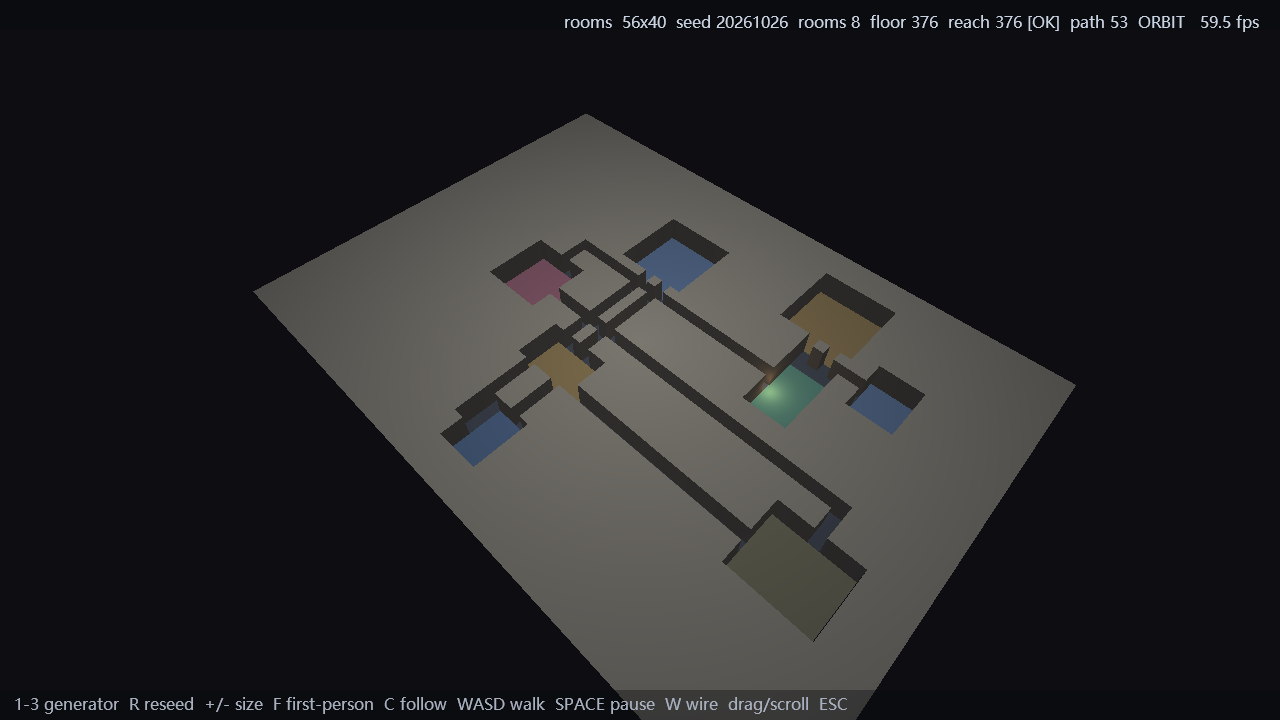 rooms 56x40 seed 20261026 rooms 8 floor 376 reach 376 [OK] path 53 ORBIT 59.5 fps
1-3 generator R reseed +/- size F first-person C follow WASD walk SPACE pause W wire drag/scroll ESC